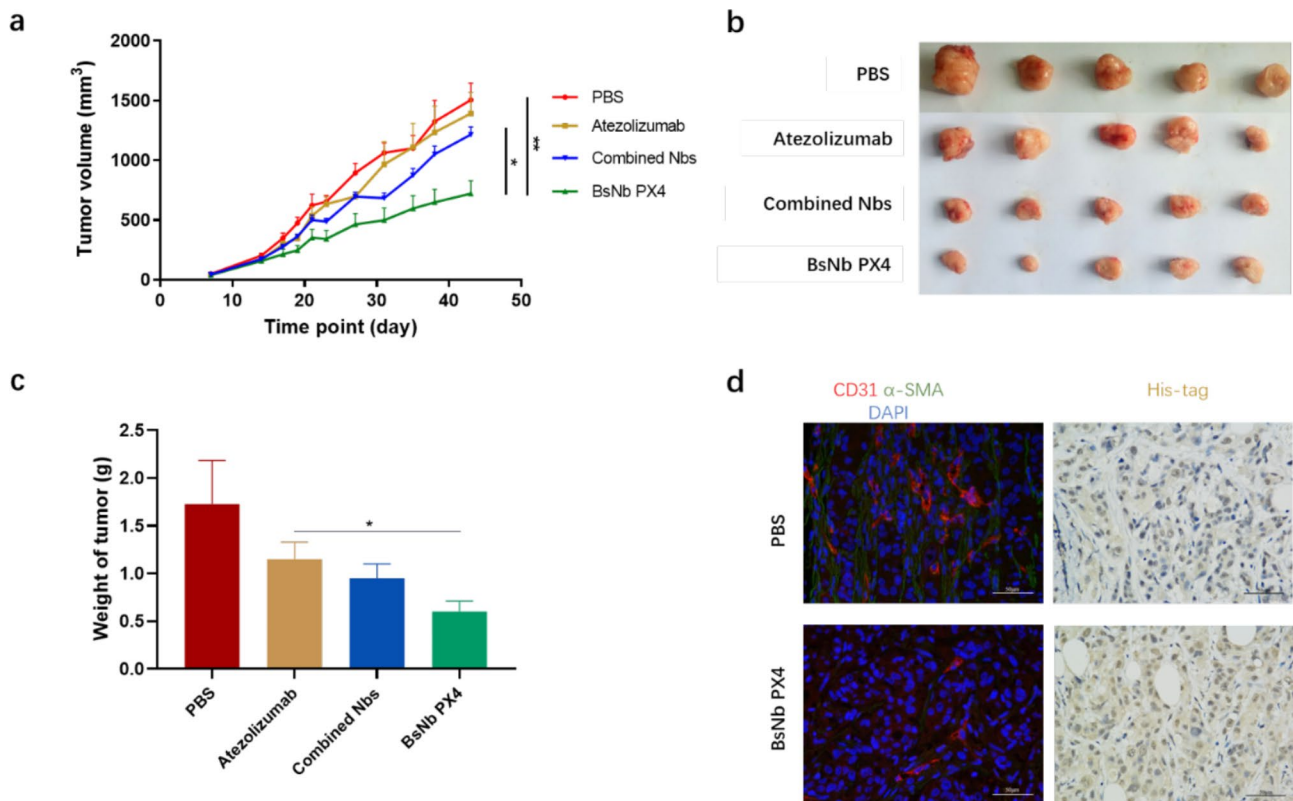 a
Tumor volume (mm³)
2000
1500
1000
500
0
0 10 20 30 40 50
Time point (day)
PBS
Atezolizumab
Combined Nbs
BsNb PX4
*
**
b
PBS
Atezolizumab
Combined Nbs
BsNb PX4
c
Weight of tumor (g)
2.5
2.0
1.5
1.0
0.5
0.0
*
PBS
Atezolizumab
Combined Nbs
BsNb PX4
d
CD31 α-SMA
DAPI
His-tag
PBS
BsNb PX4
50μm
50μm